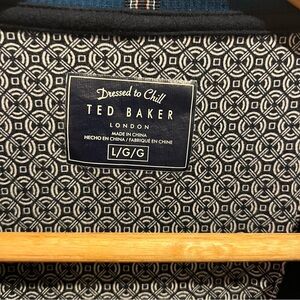 Dressed to Chill
TED BAKER
LONDON
MADE IN CHINA
HECHO EN CHINA / FABRIQUÉ EN CHINE
L/G/G